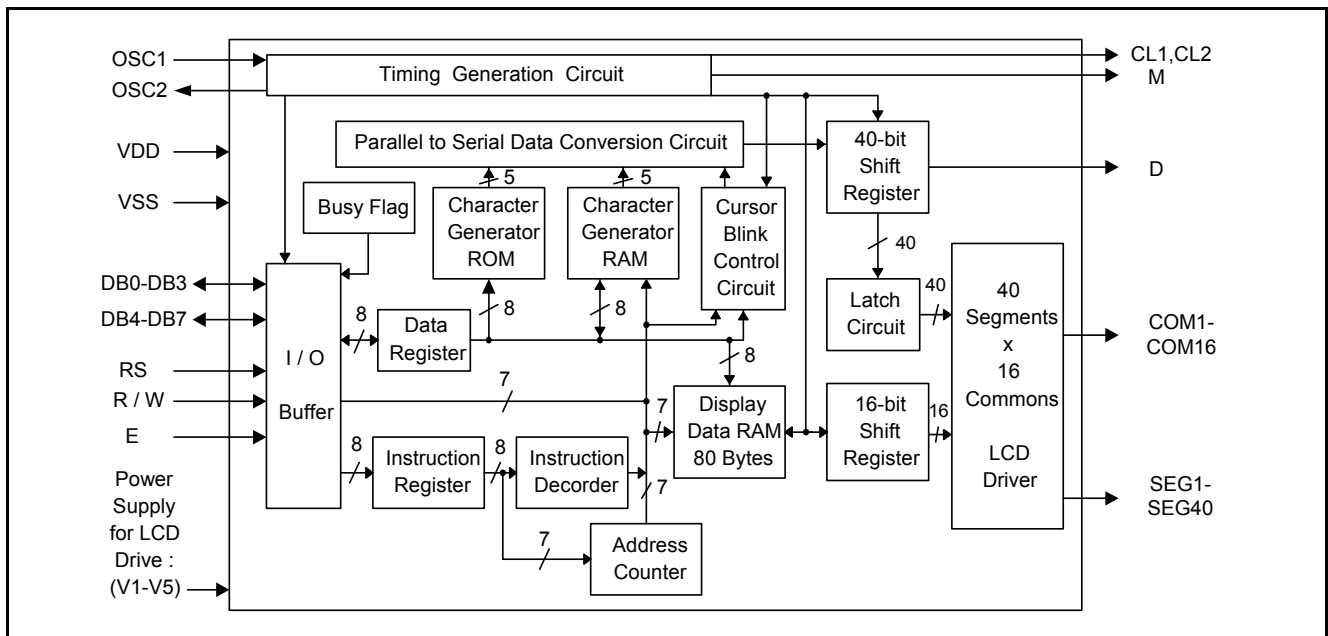 OSC1
OSC2
VDD
VSS
DB0-DB3
DB4-DB7
RS
R / W
E
Power
Supply
for LCD
Drive :
(V1-V5)
Timing Generation Circuit
CL1,CL2
M
Parallel to Serial Data Conversion Circuit
40-bit
Shift
Register
D
5
5
Busy Flag
Character
Generator
ROM
Character
Generator
RAM
Cursor
Blink
Control
Circuit
40
8
8
8
Data
Register
I / O
Buffer
8
Latch
Circuit
40
40
Segments
x
16
Commons
LCD
Driver
COM1-
COM16
SEG1-
SEG40
7
7
Display
Data RAM
80 Bytes
16-bit
Shift
Register
16
8
Instruction
Register
8
Instruction
Decorder
7
7
Address
Counter